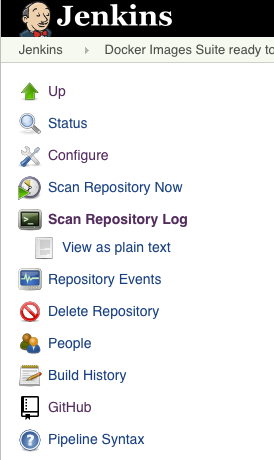 Jenkins
Jenkins Docker Images Suite ready to
Up
Status
Configure
Scan Repository Now
Scan Repository Log
View as plain text
Repository Events
Delete Repository
People
Build History
GitHub
Pipeline Syntax